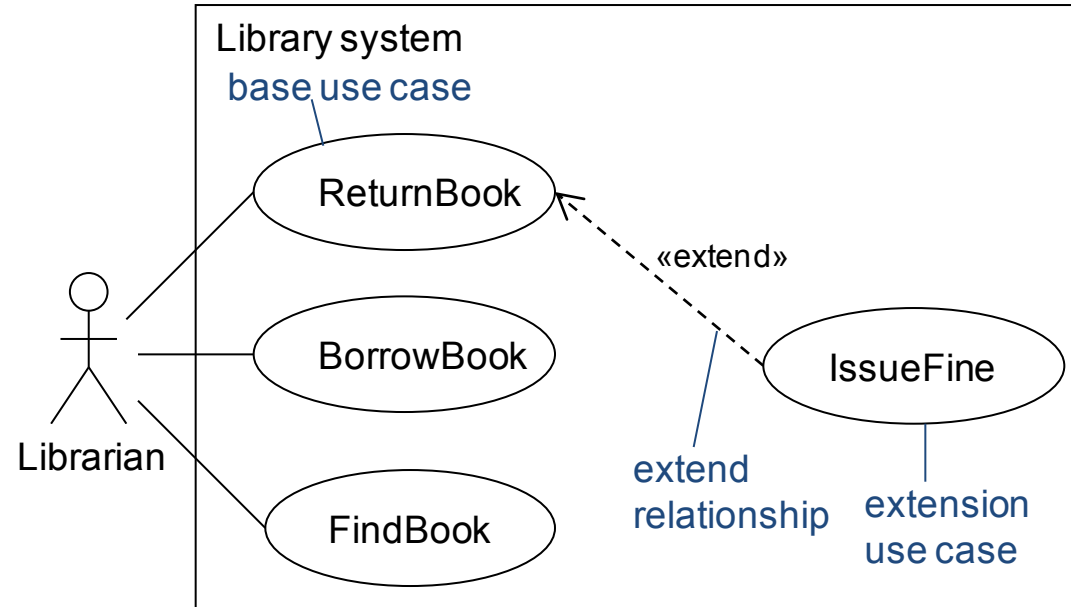 Library system
base use case
ReturnBook
«extend»
BorrowBook
IssueFine
Librarian
extend
relationship
extension
use case
FindBook